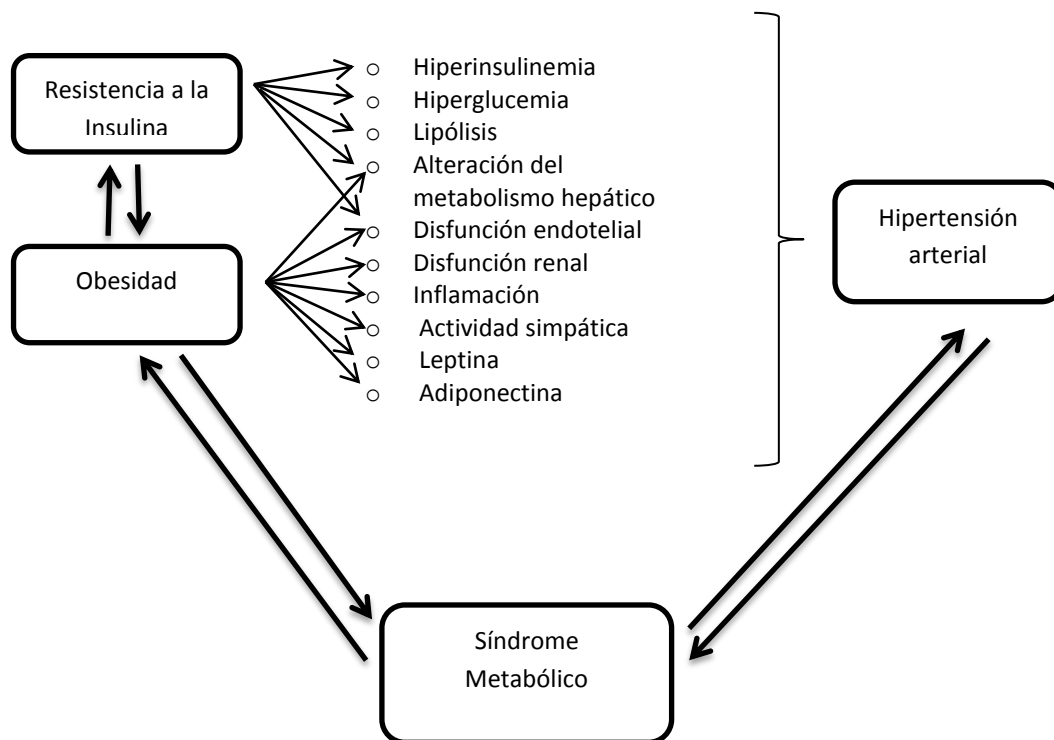 Resistencia a la
Insulina
Obesidad
o Hiperinsulinemia
o Hiperglucemia
o Lipólisis
o Alteración del
metabolismo hepático
o Disfunción endotelial
o Disfunción renal
o Inflamación
o Actividad simpática
o Leptina
o Adiponectina
Hipertensión
arterial
Síndrome
Metabólico